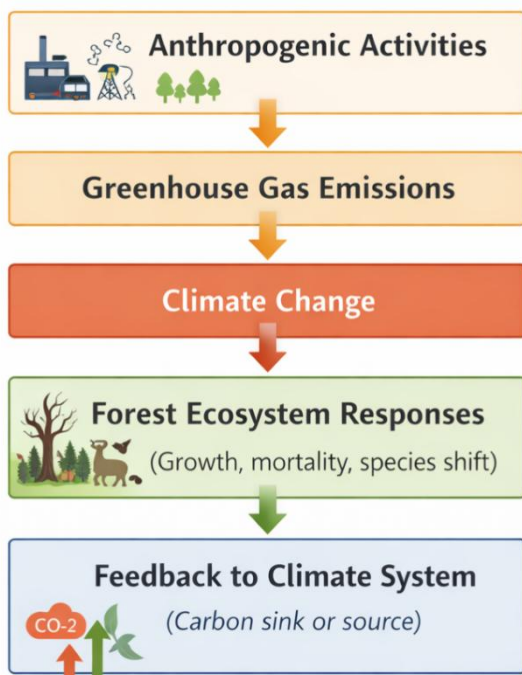 Anthropogenic Activities
Greenhouse Gas Emissions
Climate Change
Forest Ecosystem Responses
(Growth, mortality, species shift)
Feedback to Climate System
(Carbon sink or source)
CO-2